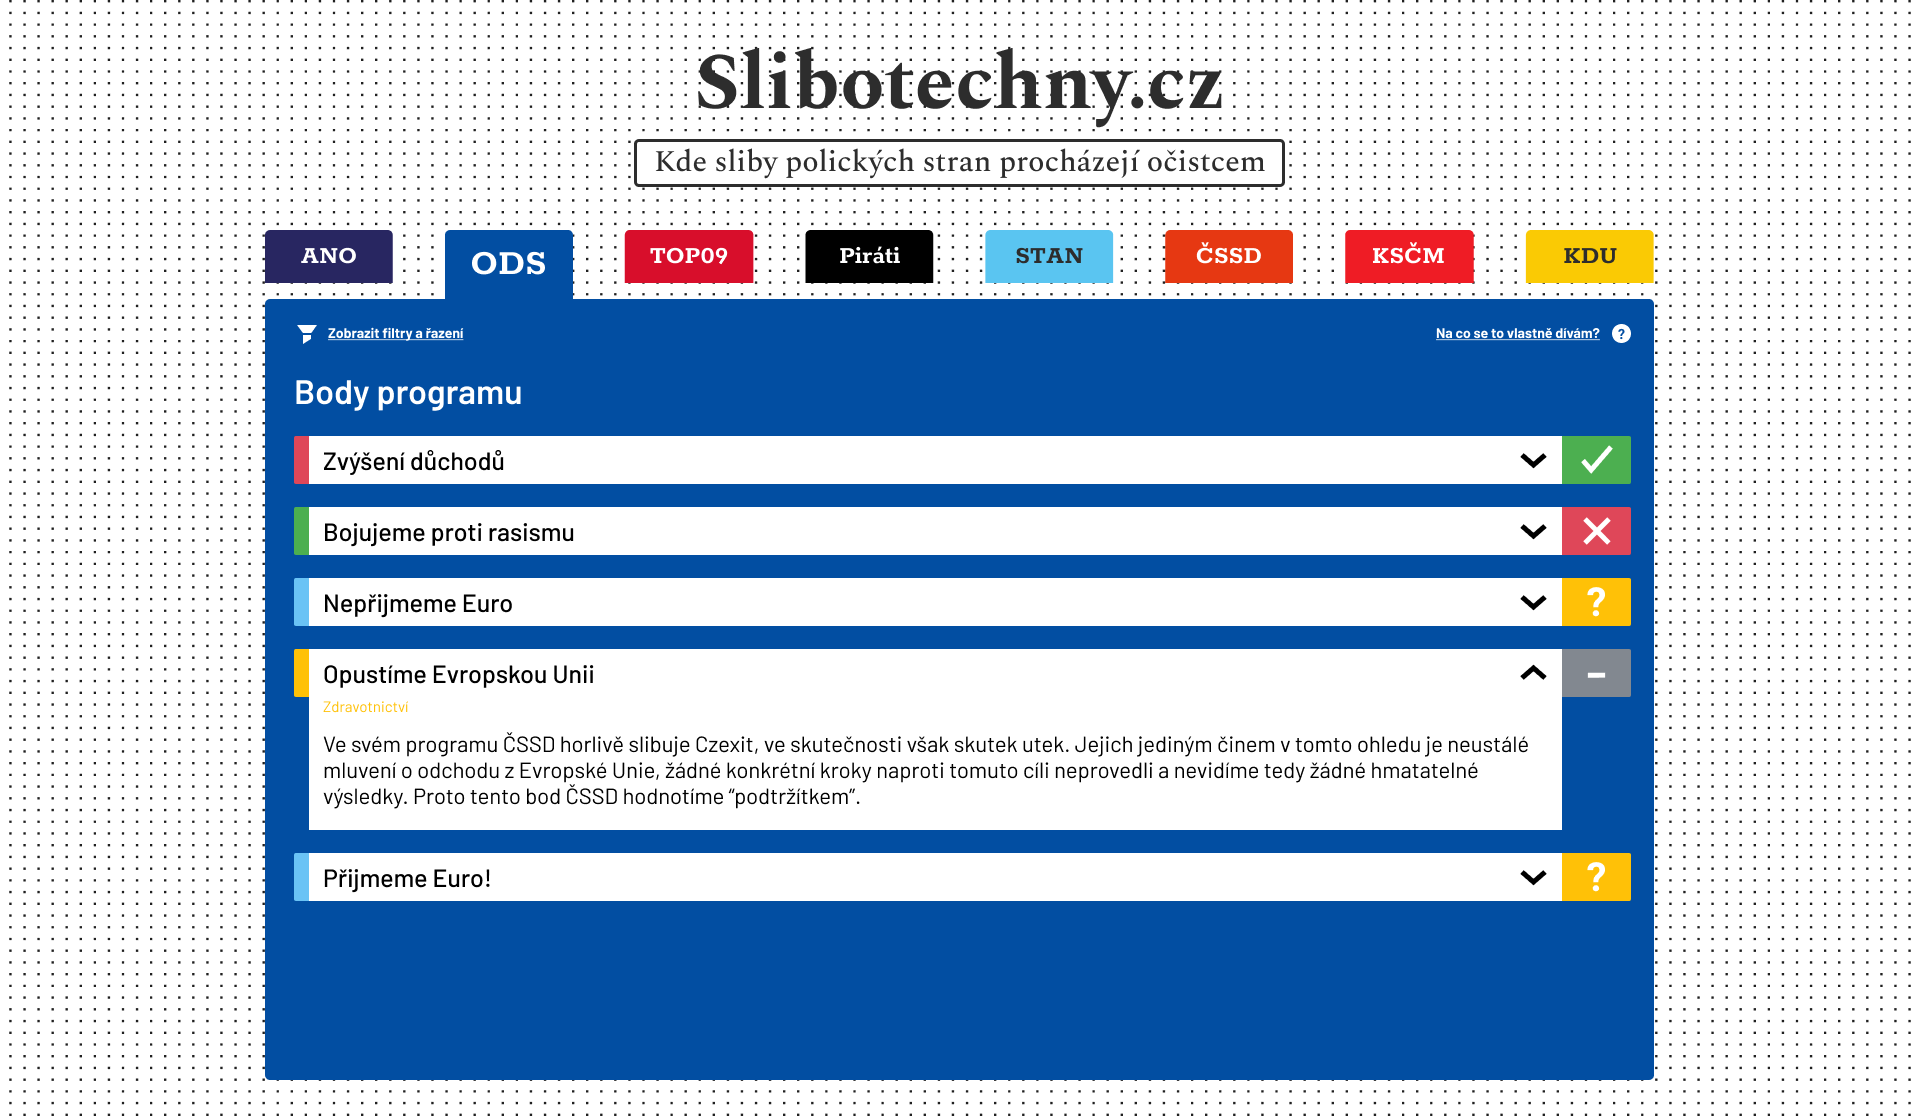 Slibotechny.cz
Kde sliby polických stran procházejí očistcem
ANO
ODS
TOP09
Piráti
STAN
ČSSD
KSČM
KDU
Zobrazit filtry a řazení
Na co se to vlastně dívám? ?
Body programu
Zvýšení důchodů
Bojujeme proti rasismu
Nepřijmeme Euro
?
Opustíme Evropskou Unii
–
Zdravotnictví
Ve svém programu ČSSD horlivě slibuje Czexit, ve skutečnosti však skutek utek. Jejich jediným činem v tomto ohledu je neustálé
mluvení o odchodu z Evropské Unie, žádné konkrétní kroky naproti tomuto cíli neprovedli a nevidíme tedy žádné hmatatelné
výsledky. Proto tento bod ČSSD hodnotíme “podtržítkem”.
Přijmeme Euro!
?